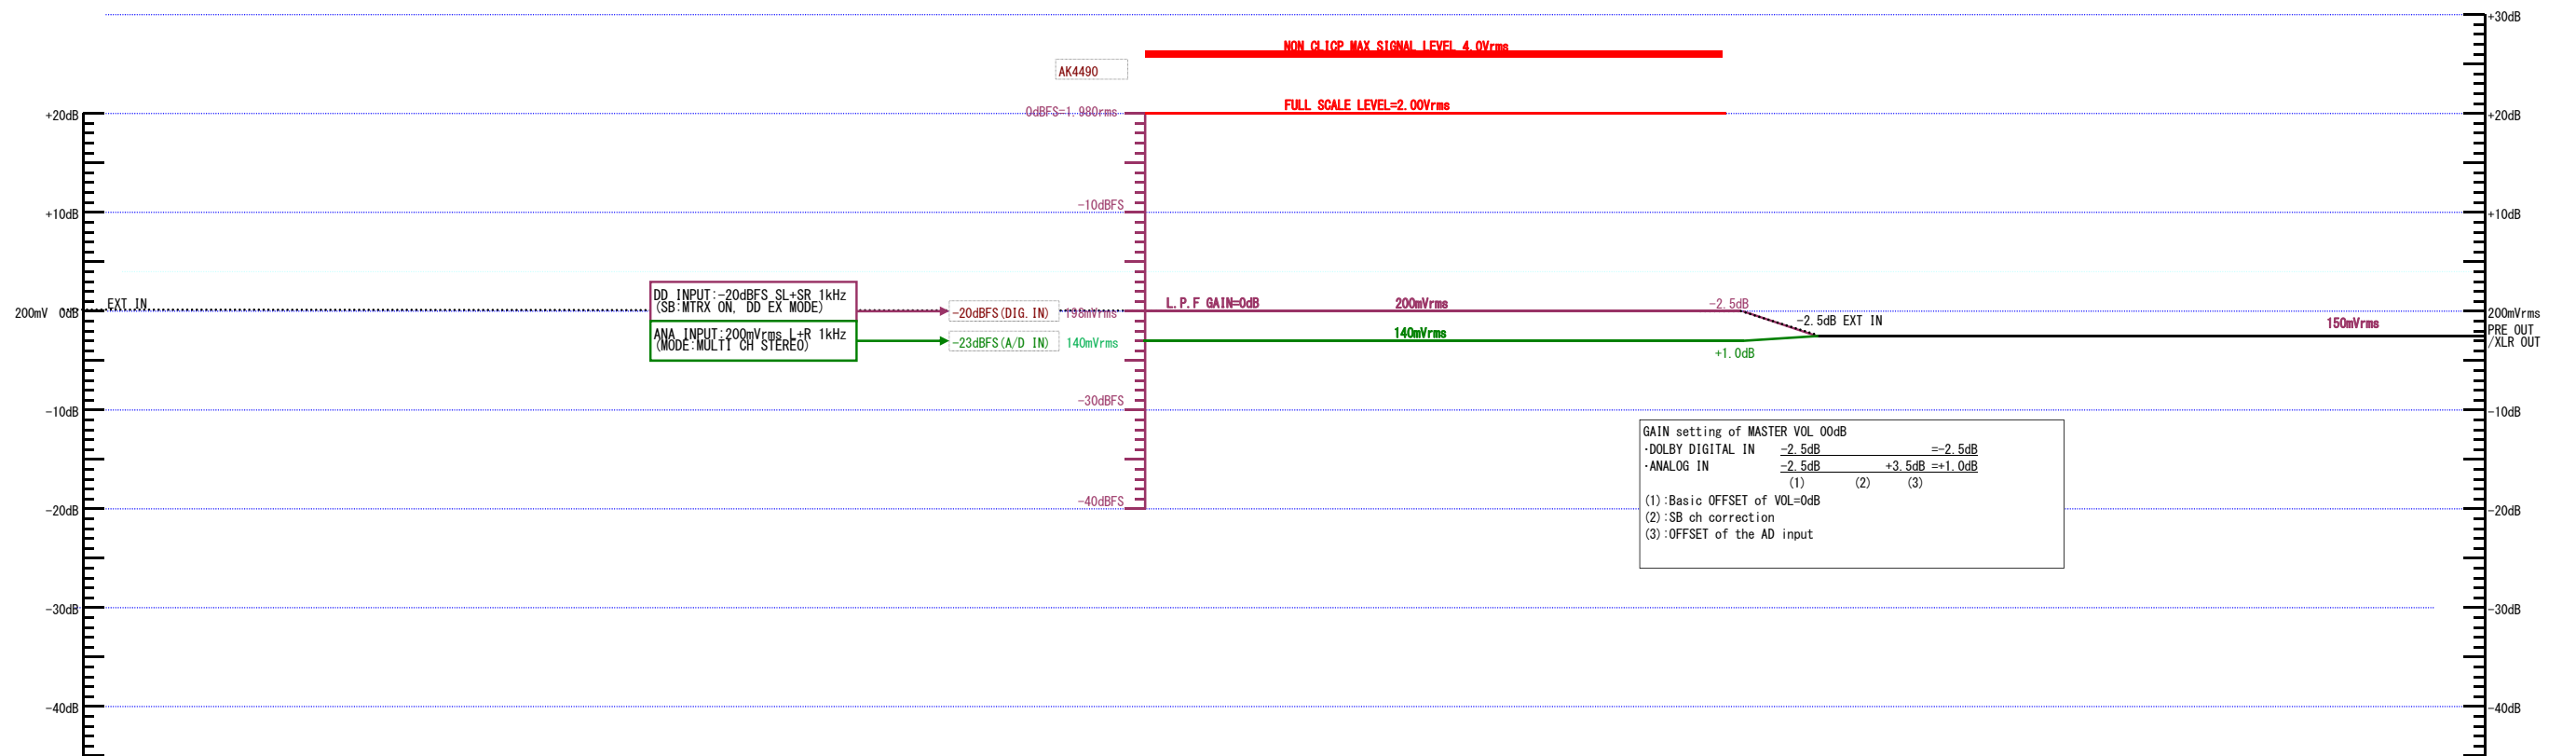 +30dB
NON CLICP MAX SIGNAL LEVEL 4.0Vrms
AK4490
+20dB
0dBFS=1.980rms
FULL SCALE LEVEL=2.00Vrms
+20dB
+10dB
-10dBFS
+10dB
200mV 0dB
EXT IN
DD INPUT:-20dBFS SL+SR 1kHz
(SB:MTRX ON, DD EX MODE)
-20dBFS(DIG.IN)
198mVrms
L.P.F GAIN=0dB
200mVrms
-2.5dB
-2.5dB EXT IN
150mVrms
200mVrms
PRE OUT
/XLR OUT
ANA INPUT:200mVrms L+R 1kHz
(MODE:MULTI CH STEREO)
-23dBFS(A/D IN)
140mVrms
140mVrms
+1.0dB
-10dB
-30dBFS
-10dB
GAIN setting of MASTER VOL 00dB
·DOLBY DIGITAL IN -2.5dB =-2.5dB
·ANALOG IN -2.5dB +3.5dB =+1.0dB
(1) (2) (3)
(1):Basic OFFSET of VOL=0dB
(2):SB ch correction
(3):OFFSET of the AD input
-20dB
-40dBFS
-20dB
-30dB
-30dB
-40dB
-40dB